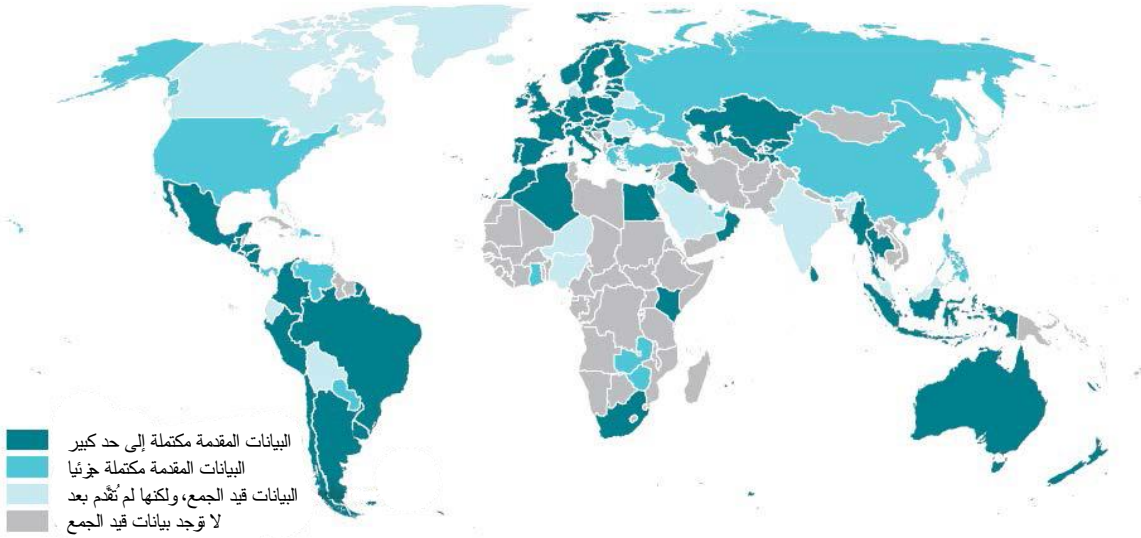 البيانات المقدمة مكتملة إلى حد كبير
البيانات المقدمة مكتملة جزئيا
البيانات قيد الجمع، ولكنها لم تُقدَّم بعد
لا توجد بيانات قيد الجمع